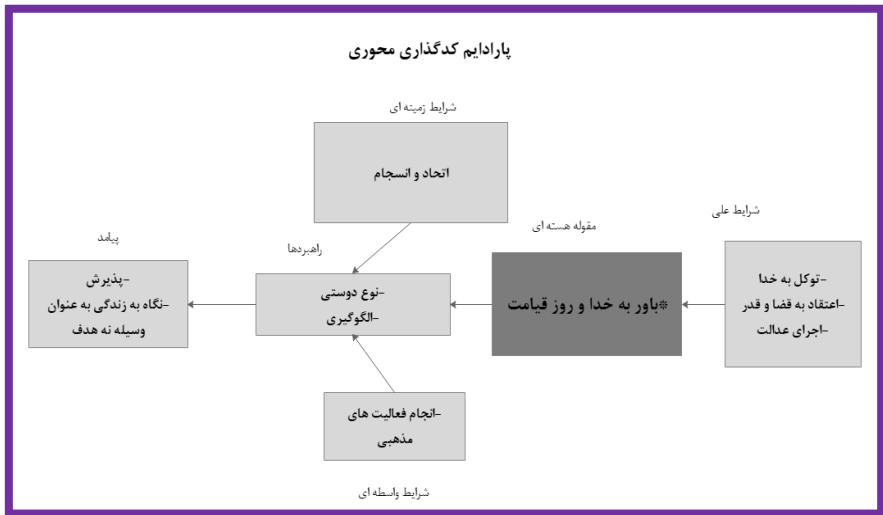 پارادایم کدگذاری محوری
شرایط زمینه ای
اتحاد و انسجام
شرایط علی
-توکل به خدا
-اعتقاد به قضا و قدر
-اجرای عدالت
مقوله هسته ای
*باور به خدا و روز قیامت
راهبردها
-نوع دوستی
-الگوگیری
پیامد
-پذیرش
-نگاه به زندگی به عنوان
وسیله نه هدف
-انجام فعالیت های
مذهبی
شرایط واسطه ای